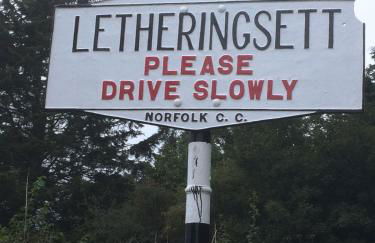 LETHERINGSETT
PLEASE
DRIVE SLOWLY
NORFOLK C. C.